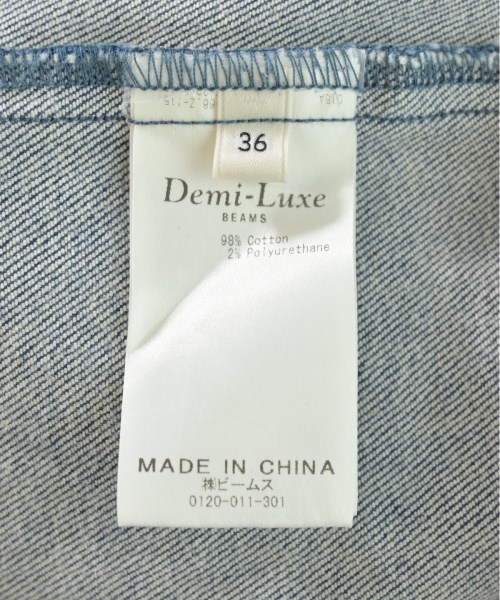 36
Demi-Luxe
BEAMS
98% Cotton
2% Polyurethane
MADE IN CHINA
㈱ビームス
0120-011-301